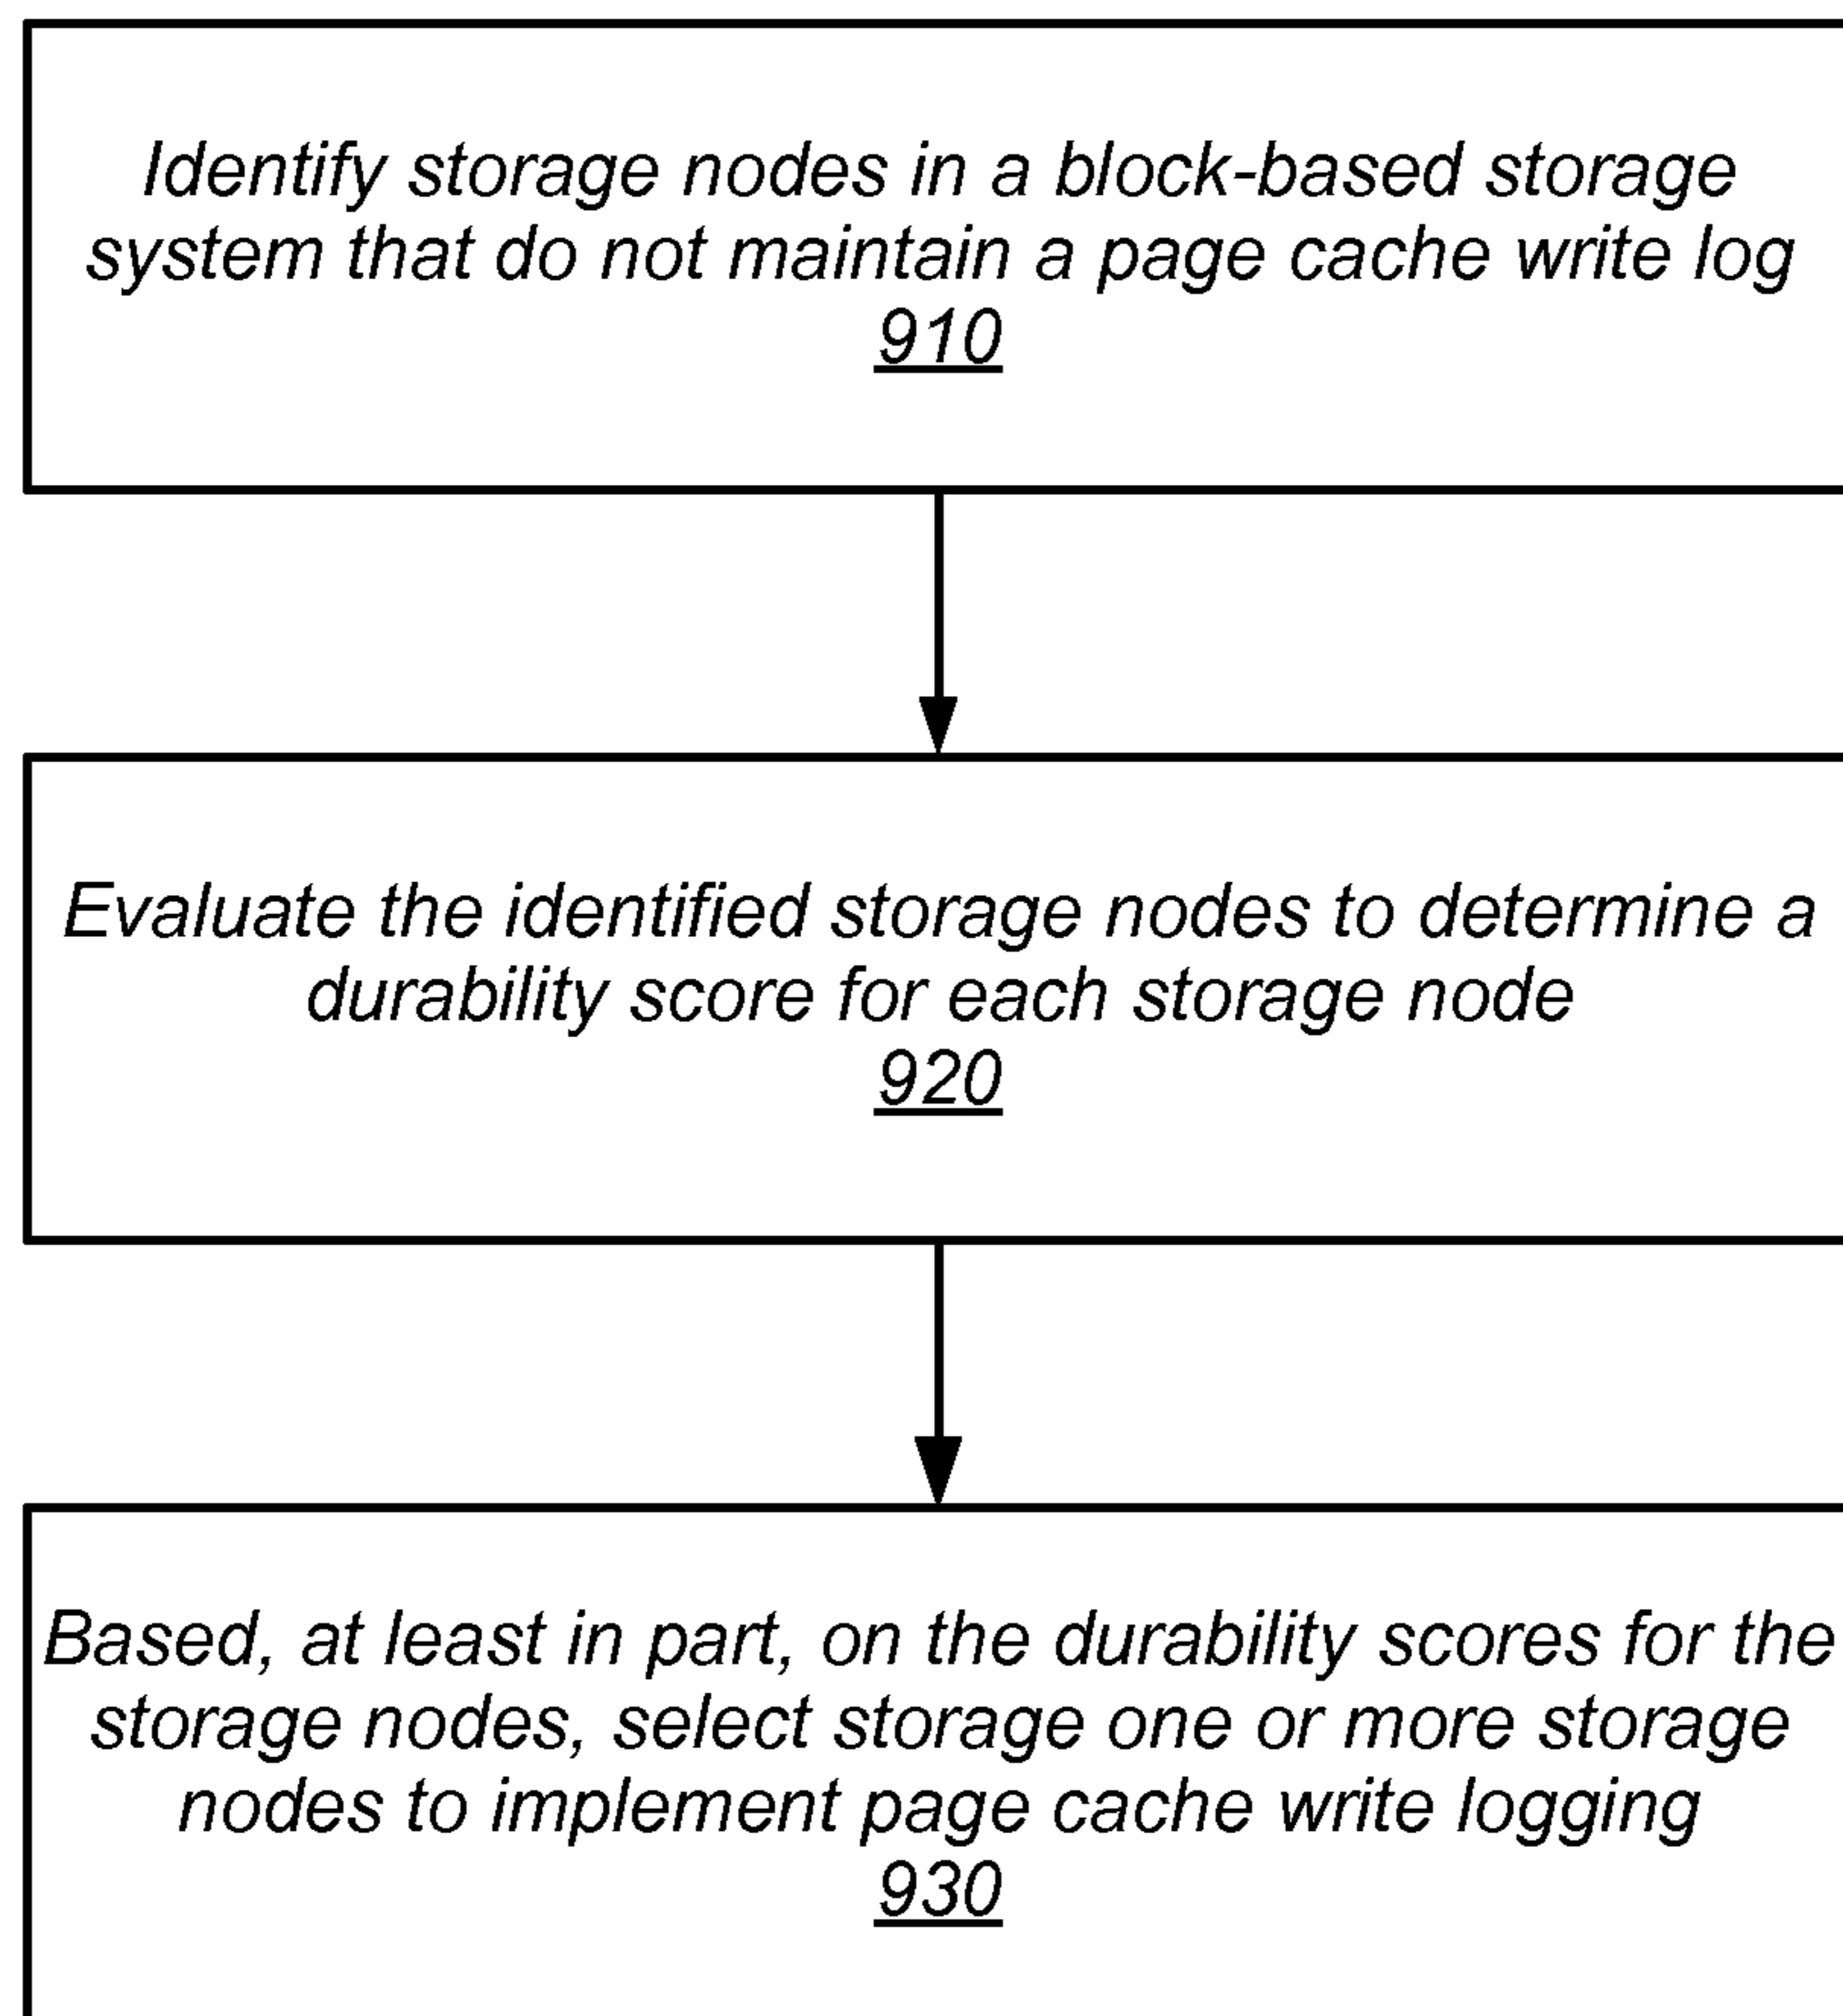 Identify storage nodes in a block-based storage
system that do not maintain a page cache write log
910
Evaluate the identified storage nodes to determine a
durability score for each storage node
920
Based, at least in part, on the durability scores for the
storage nodes, select storage one or more storage
nodes to implement page cache write logging
930